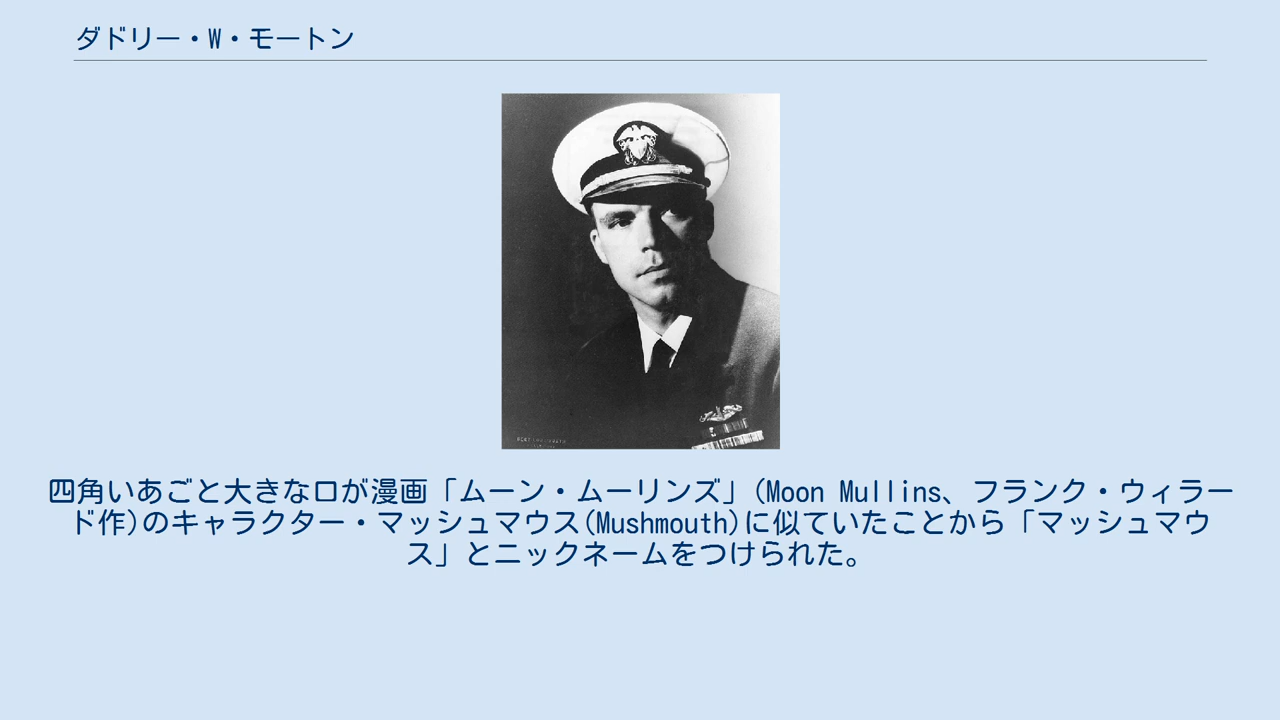 ダドリー・W・モートン
四角いあごと大きな口が漫画「ムーン・ムーリンズ」(Moon Mullins、フランク・ウィラー
ド作)のキャラクター・マッシュマウス(Mushmouth)に似ていたことから「マッシュマウ
ス」とニックネームをつけられた。